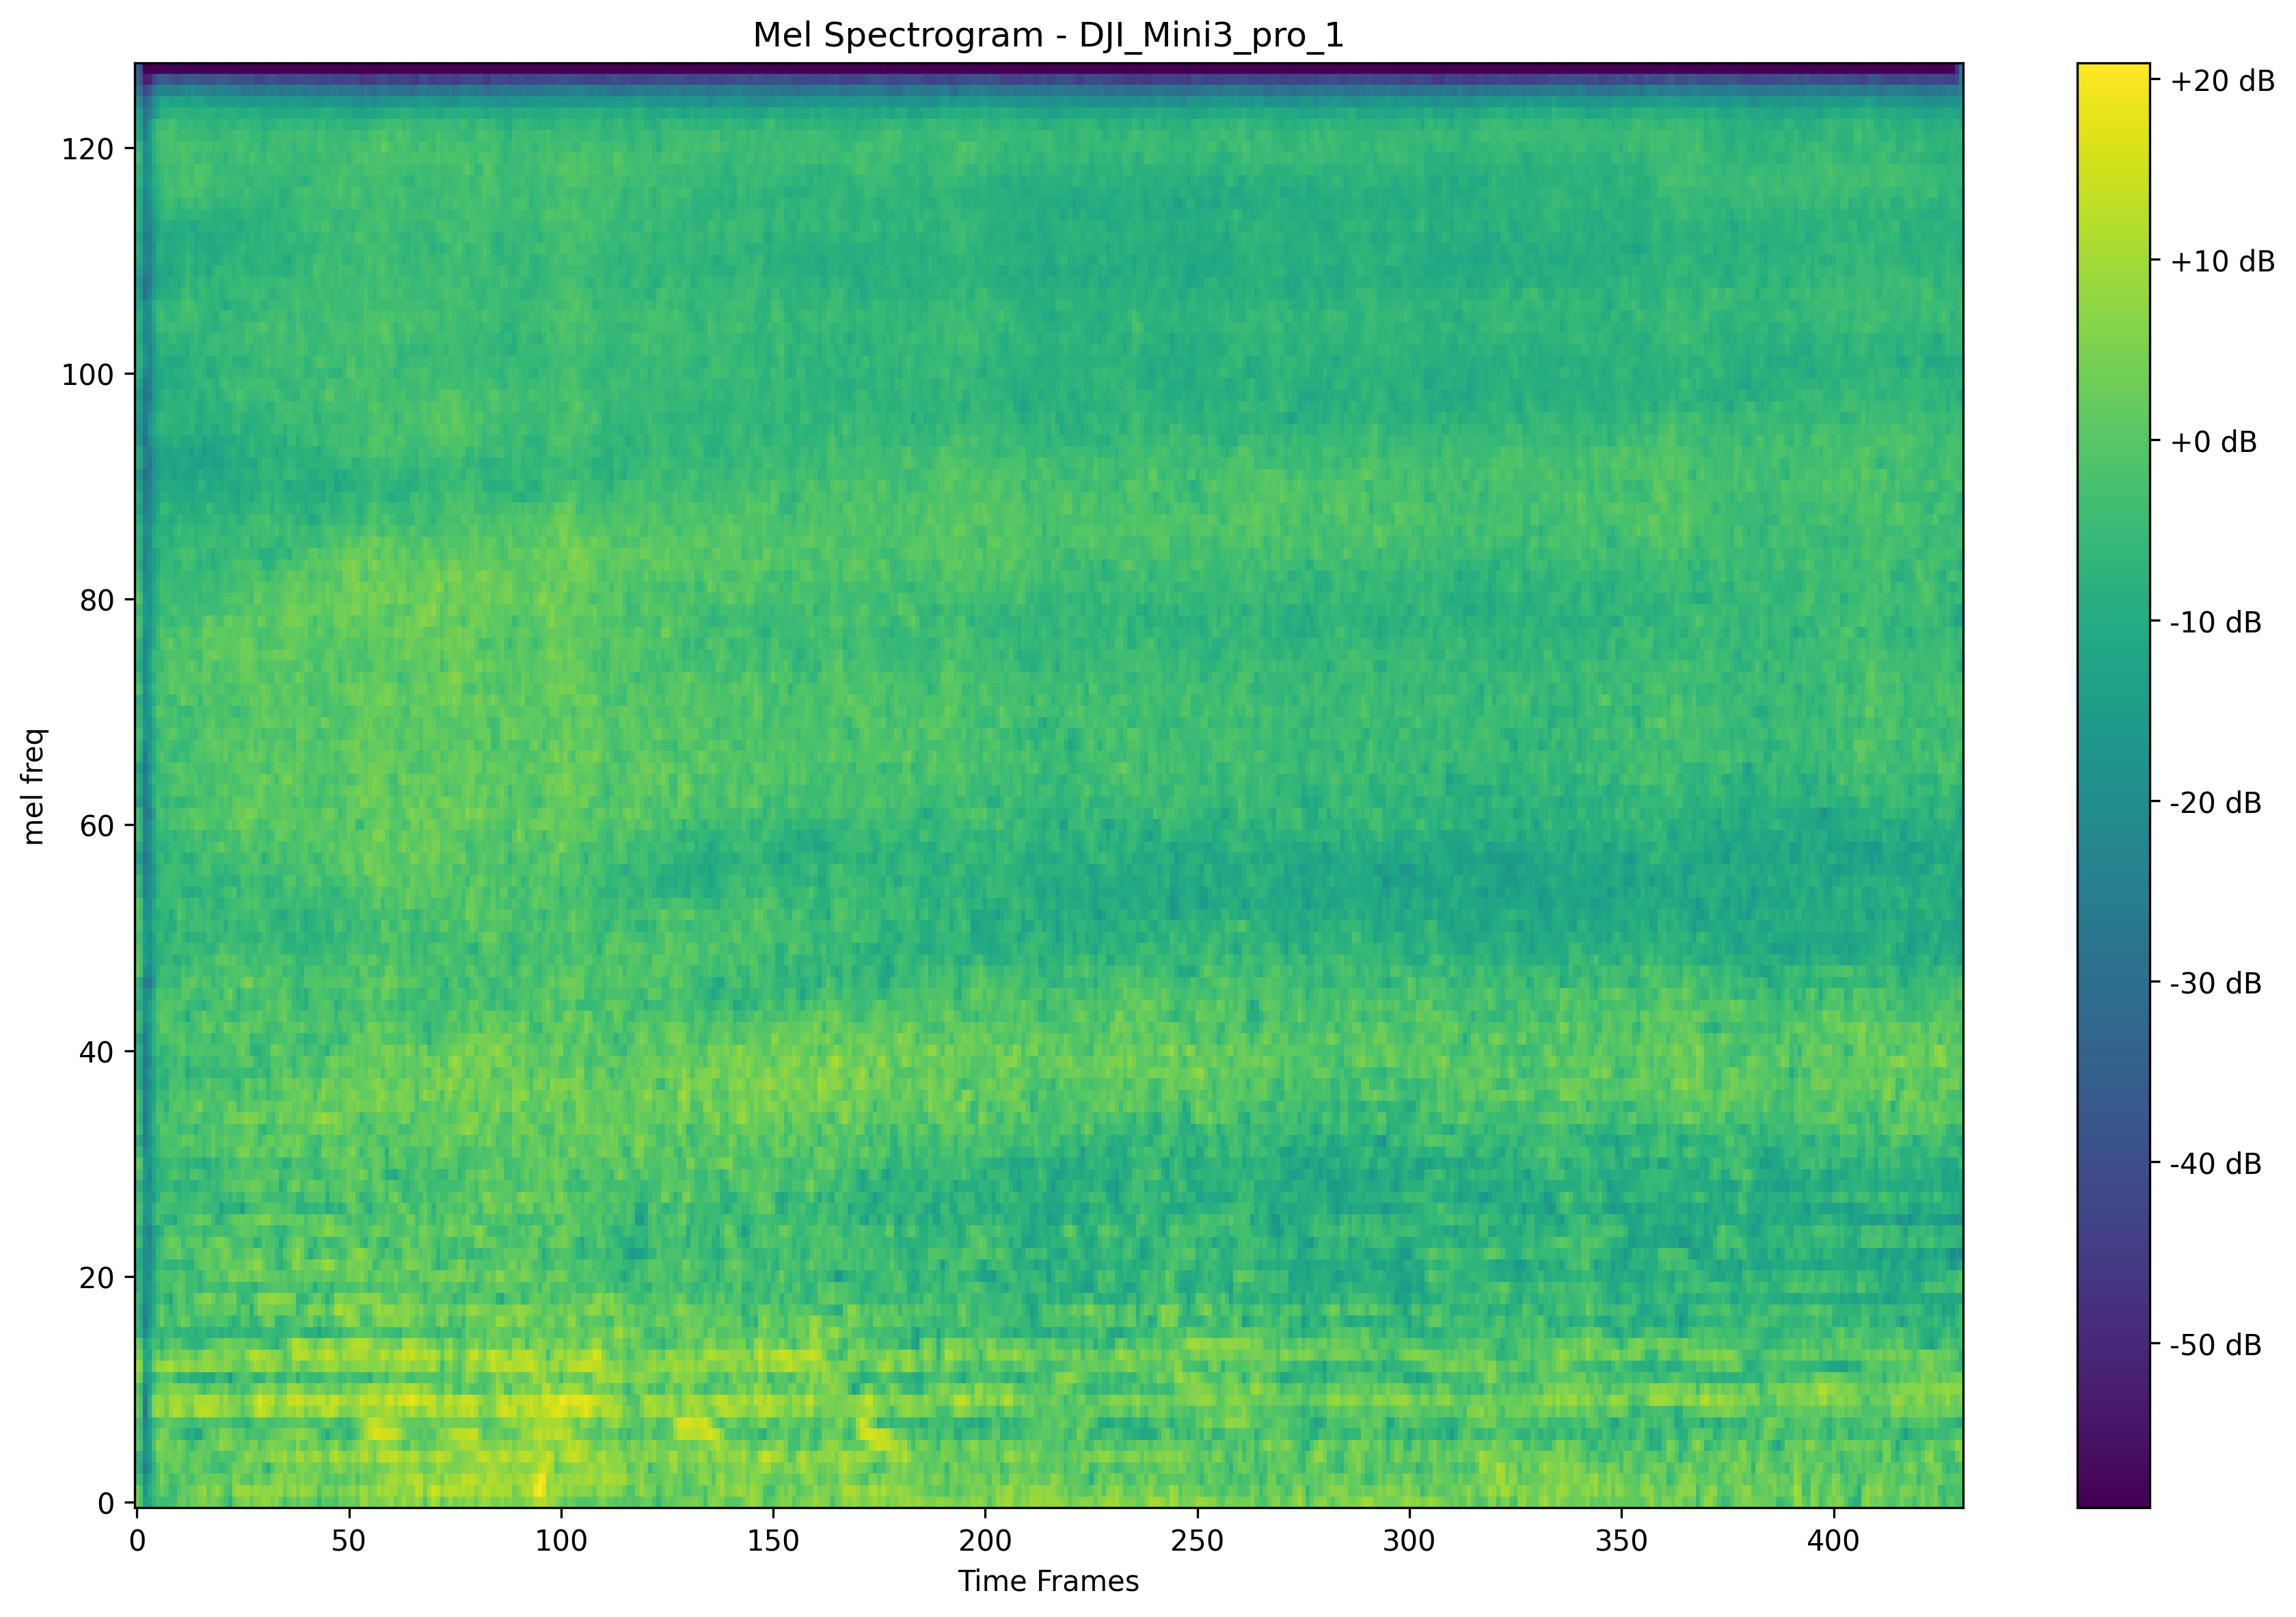 Mel Spectrogram - DJI_Mini3_pro_1
mel freq
120
100
80
60
40
20
0
0 50 100 150 200 250 300 350 400
Time Frames
+20 dB
+10 dB
+0 dB
-10 dB
-20 dB
-30 dB
-40 dB
-50 dB